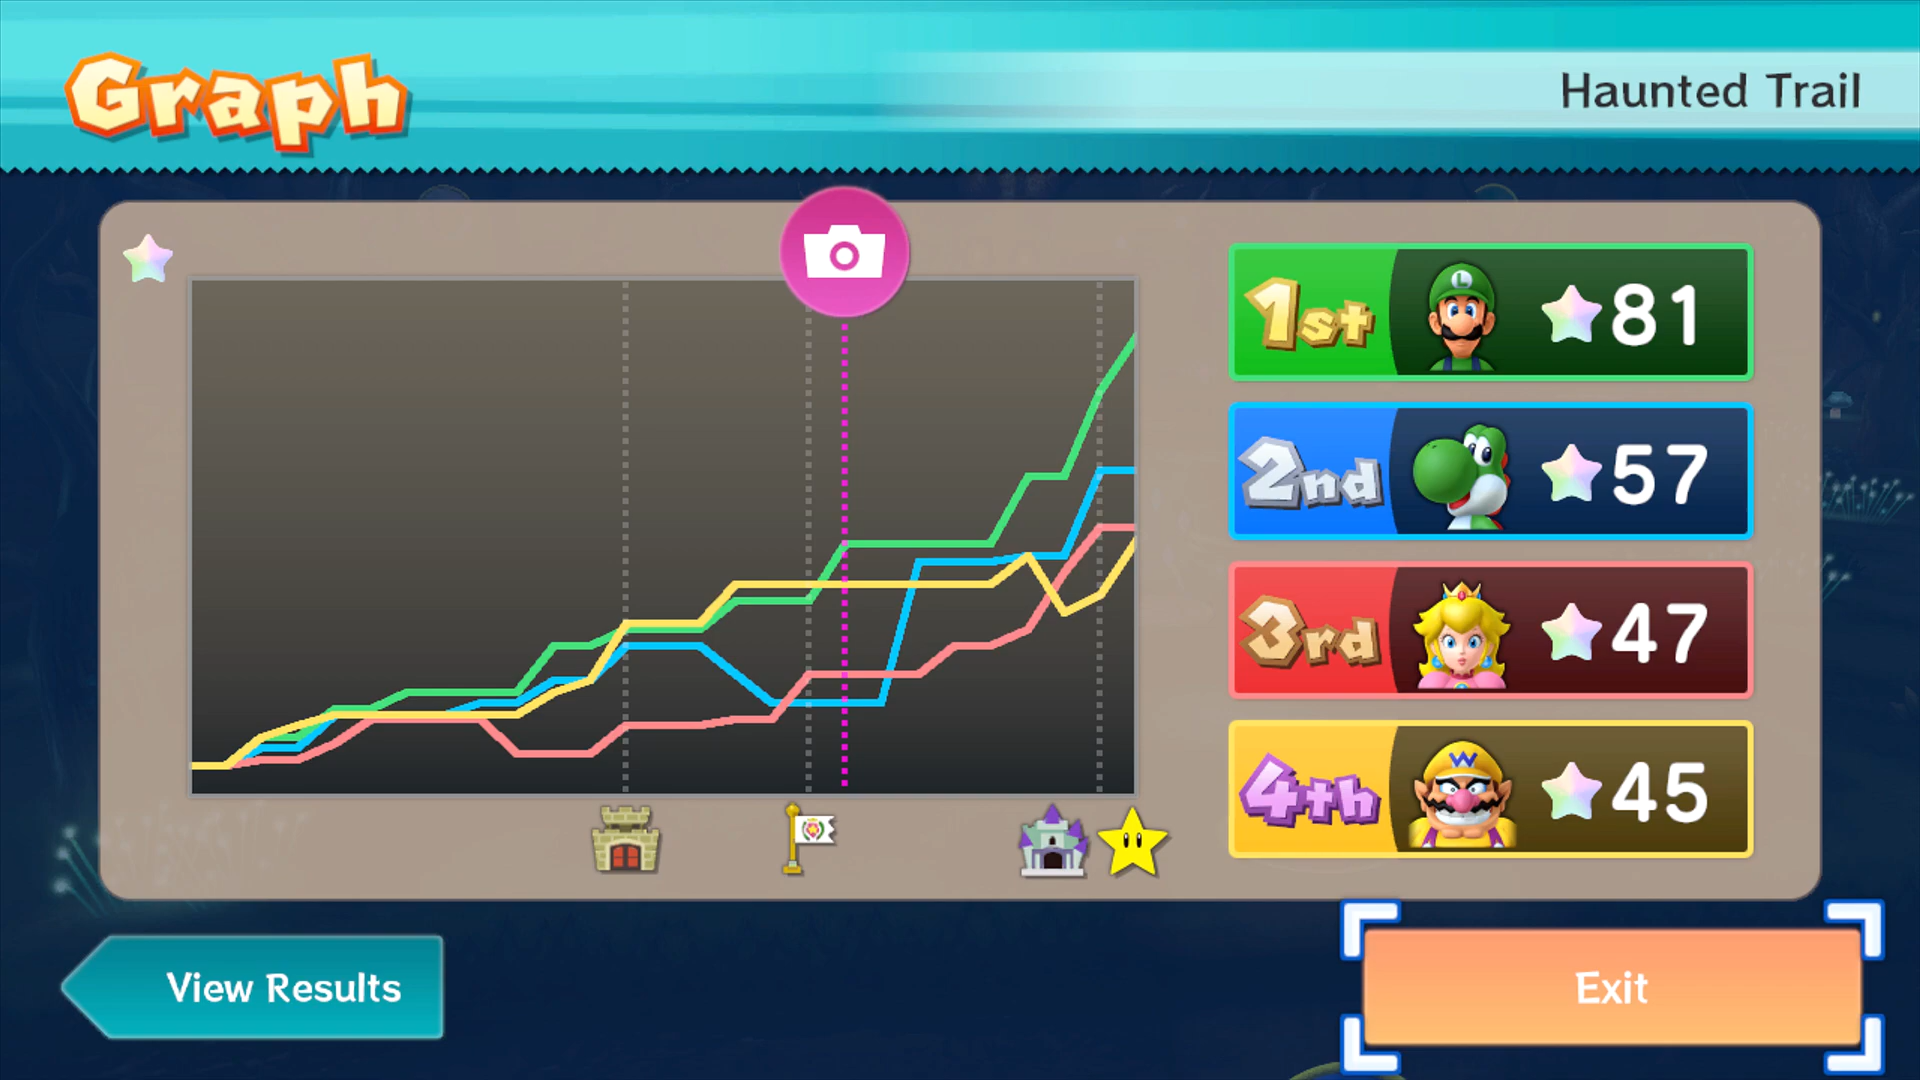 Graph
Haunted Trail
1st 81
2nd 57
3rd 47
4th 45
View Results
Exit